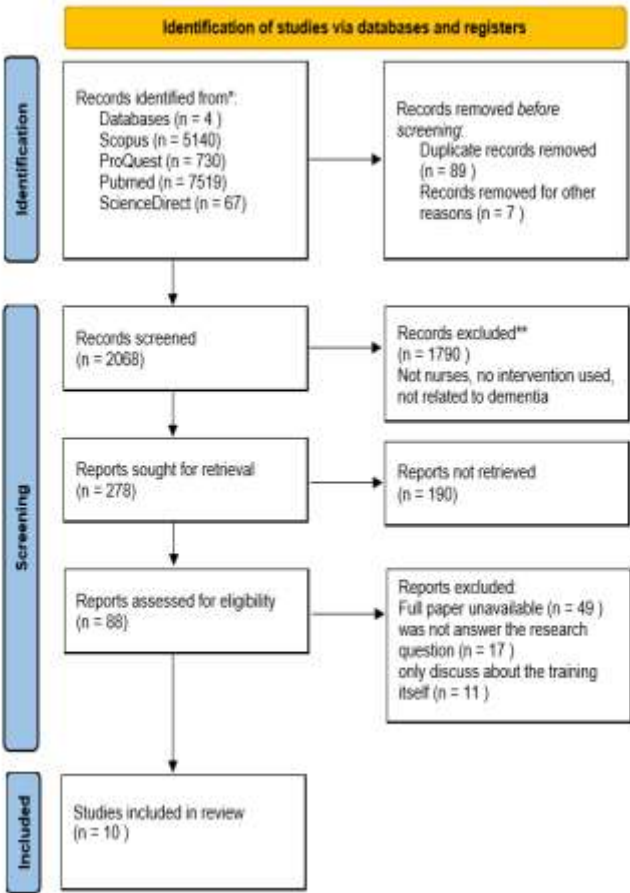 Identification of studies via databases and registers
Identification
Records identified from*:
Databases (n = 4 )
Scopus (n = 5140)
ProQuest (n = 730)
Pubmed (n = 7519)
ScienceDirect (n = 67)
Records removed before
screening:
Duplicate records removed
(n = 89 )
Records removed for other
reasons (n = 7 )
Screening
Records screened
(n = 2068)
Records excluded**
(n = 1790 )
Not nurses, no intervention used,
not related to dementia
Reports sought for retrieval
(n = 278)
Reports not retrieved
(n = 190)
Reports assessed for eligibility
(n = 88)
Reports excluded:
Full paper unavailable (n = 49 )
was not answer the research
question (n = 17 )
only discuss about the training
itself (n = 11 )
Included
Studies included in review
(n = 10 )